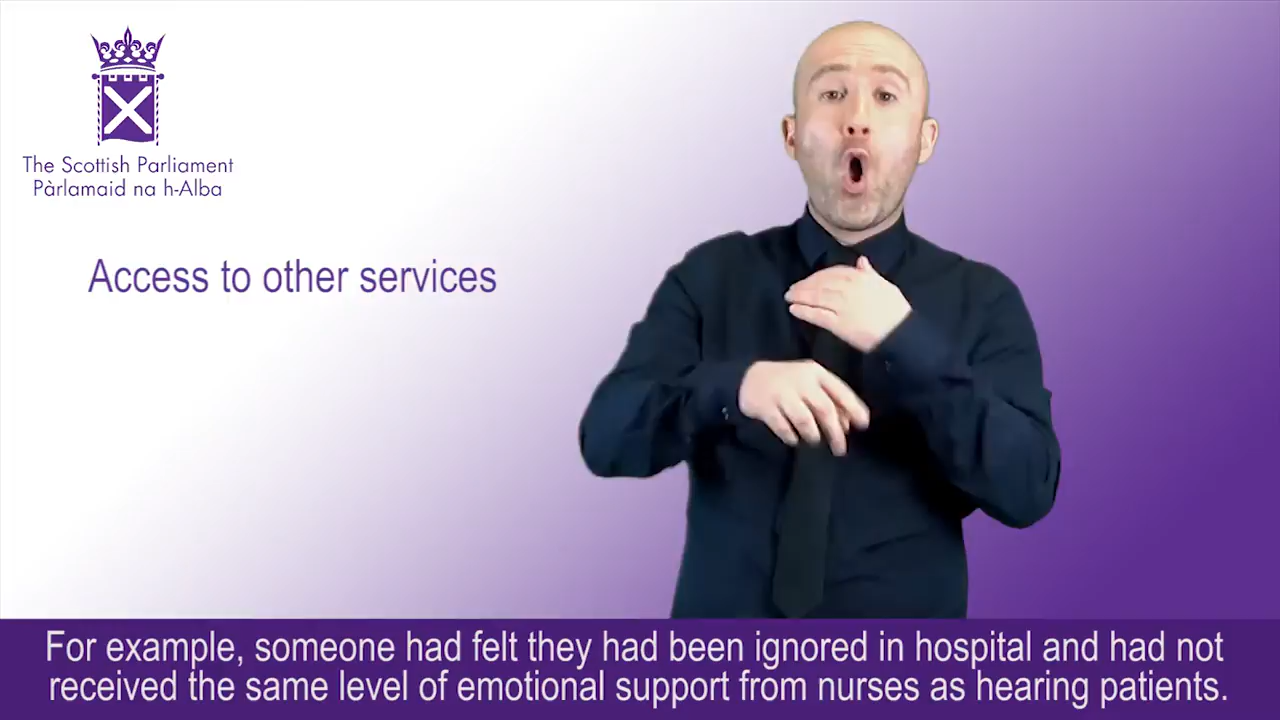 The Scottish Parliament
Pàrlamaid na h-Alba
Access to other services
For example, someone had felt they had been ignored in hospital and had not
received the same level of emotional support from nurses as hearing patients.